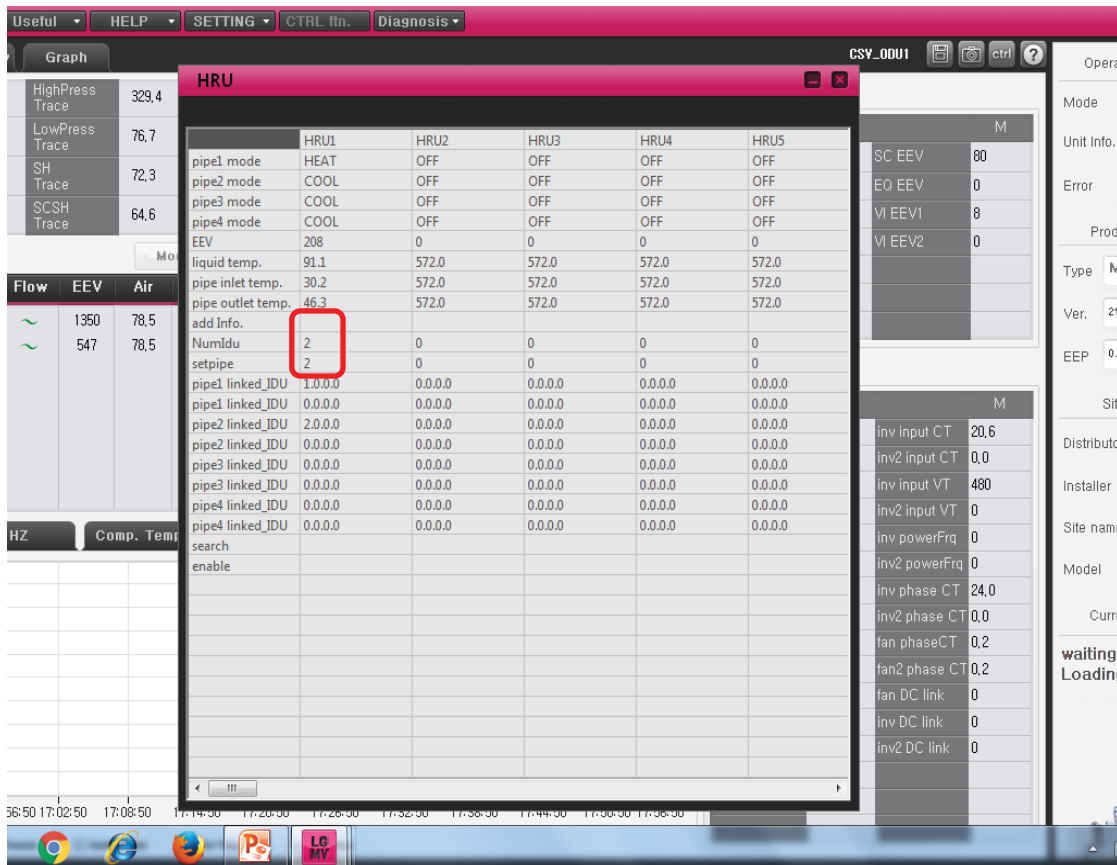 Useful HELP SETTING CTRL ftn. Diagnosis
Graph CSV_ODU1 ctrl ?
HighPress Trace 329,4
LowPress Trace 76,7
SH Trace 72,3
SCSH Trace 64,6
Flow EEV Air
1350 78,5
547 78,5
HZ
HRU
HRU1 HRU2 HRU3 HRU4 HRU5
pipe1 mode HEAT OFF OFF OFF OFF
pipe2 mode COOL OFF OFF OFF OFF
pipe3 mode COOL OFF OFF OFF OFF
pipe4 mode COOL OFF OFF OFF OFF
EEV 208 0 0 0 0
liquid temp. 91.1 572.0 572.0 572.0 572.0
pipe inlet temp. 30.2 572.0 572.0 572.0 572.0
pipe outlet temp. 46.3 572.0 572.0 572.0 572.0
add Info.
NumIdu 2 0 0 0 0
setpipe 2 0 0 0 0
pipe1 linked_IDU 1.0.0.0 0.0.0.0 0.0.0.0 0.0.0.0 0.0.0.0
pipe1 linked_IDU 0.0.0.0 0.0.0.0 0.0.0.0 0.0.0.0 0.0.0.0
pipe2 linked_IDU 2.0.0.0 0.0.0.0 0.0.0.0 0.0.0.0 0.0.0.0
pipe2 linked_IDU 0.0.0.0 0.0.0.0 0.0.0.0 0.0.0.0 0.0.0.0
pipe3 linked_IDU 0.0.0.0 0.0.0.0 0.0.0.0 0.0.0.0 0.0.0.0
pipe3 linked_IDU 0.0.0.0 0.0.0.0 0.0.0.0 0.0.0.0 0.0.0.0
pipe4 linked_IDU 0.0.0.0 0.0.0.0 0.0.0.0 0.0.0.0 0.0.0.0
pipe4 linked_IDU 0.0.0.0 0.0.0.0 0.0.0.0 0.0.0.0 0.0.0.0
search
enable
M
SC EEV 80
EQ EEV 0
VI EEV1 8
VI EEV2 0
M
inv input CT 20,6
inv2 input CT 0,0
inv input VT 480
inv2 input VT 0
inv powerFrq 0
inv2 powerFrq 0
inv phase CT 24,0
inv2 phase CT 0,0
fan phaseCT 0,2
fan2 phase CT 0,2
fan DC link 0
inv DC link 0
inv2 DC link 0
Mode
Unit Info.
Error
Type
Ver.
EEP
Installer
Model
waiting
17:02:50 17:08:50
LG MV